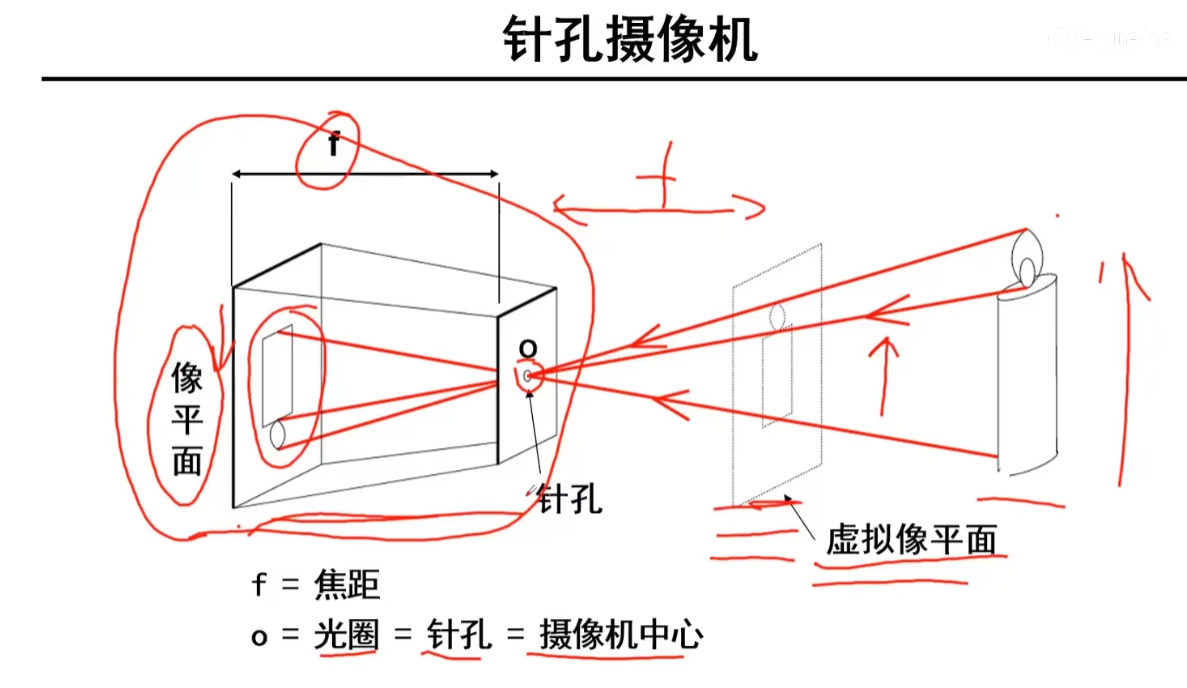 针孔摄像机
f
f
o
像平面
针孔
虚拟像平面
f = 焦距
o = 光圈 = 针孔 = 摄像机中心